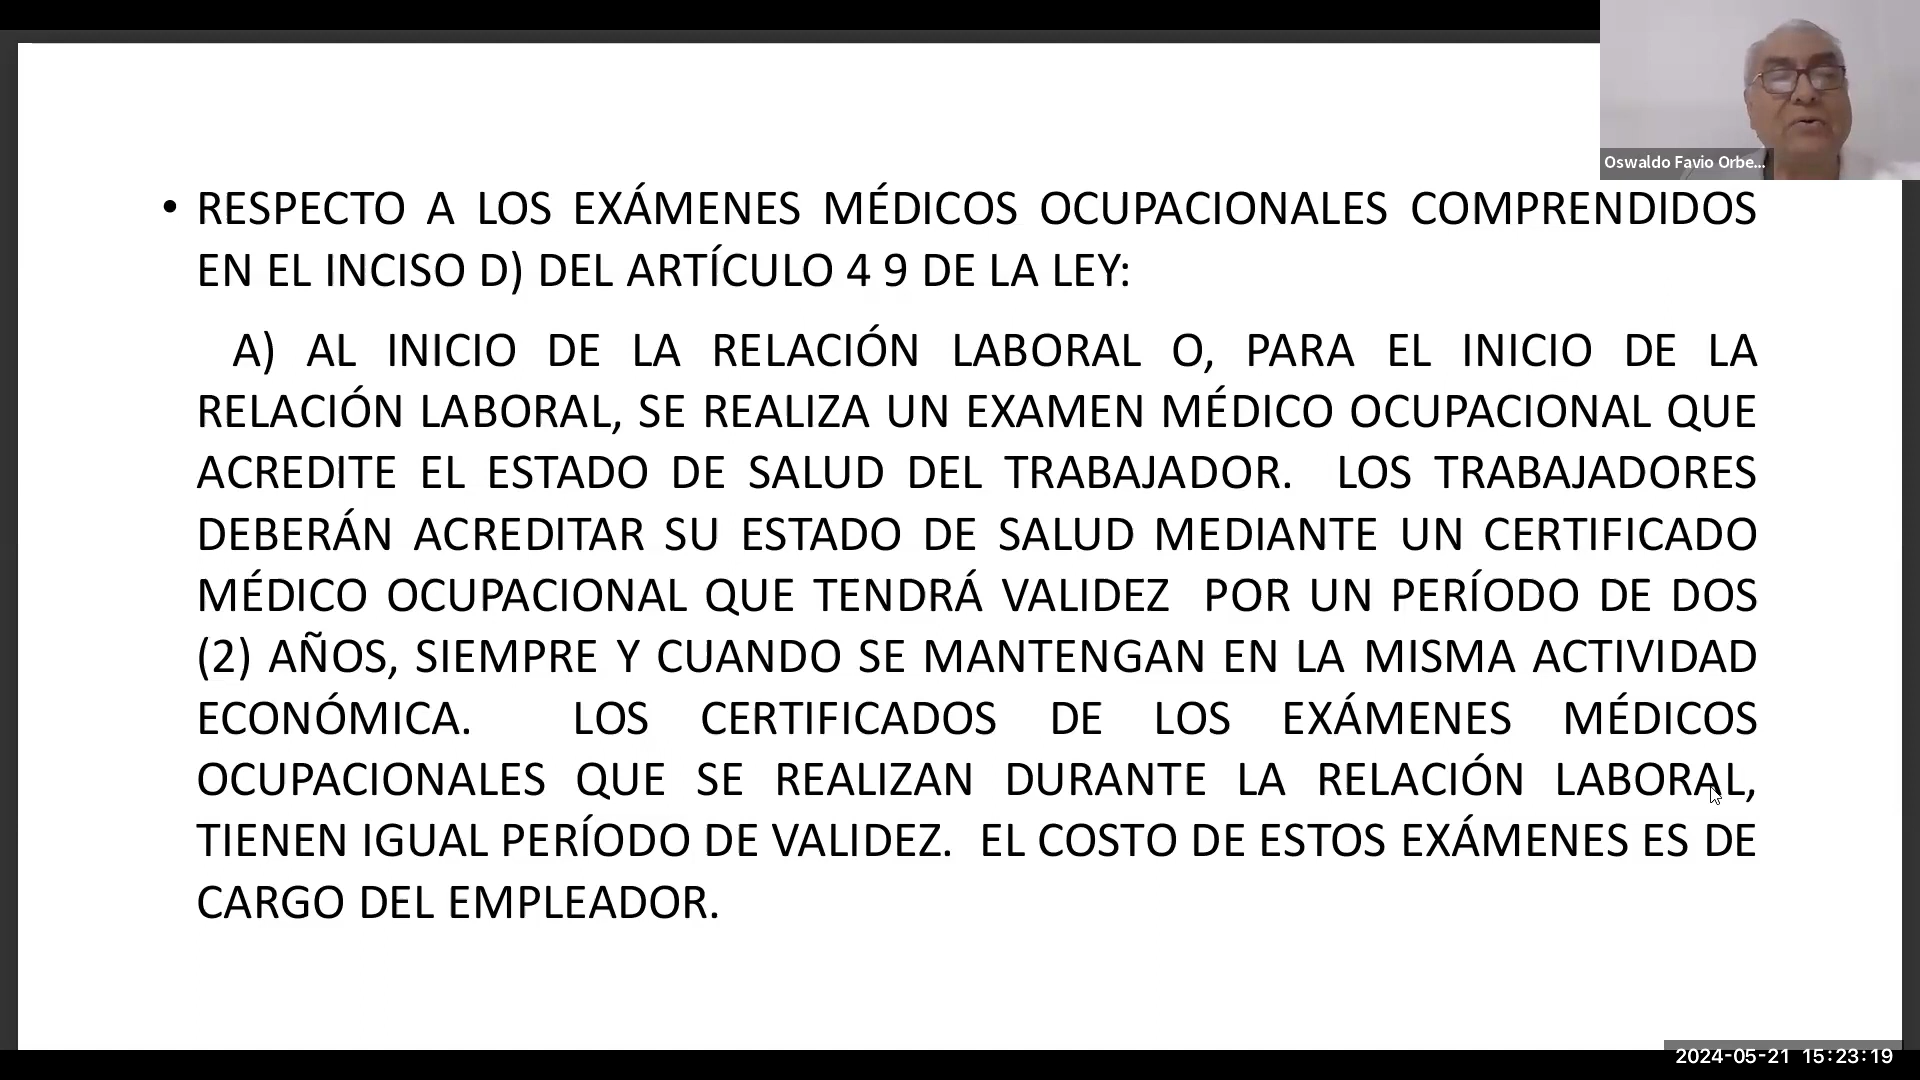 Oswaldo Favio Orbe...
• RESPECTO A LOS EXÁMENES MÉDICOS OCUPACIONALES COMPRENDIDOS
EN EL INCISO D) DEL ARTÍCULO 4 9 DE LA LEY:
A) AL INICIO DE LA RELACIÓN LABORAL O, PARA EL INICIO DE LA
RELACIÓN LABORAL, SE REALIZA UN EXAMEN MÉDICO OCUPACIONAL QUE
ACREDITE EL ESTADO DE SALUD DEL TRABAJADOR. LOS TRABAJADORES
DEBERÁN ACREDITAR SU ESTADO DE SALUD MEDIANTE UN CERTIFICADO
MÉDICO OCUPACIONAL QUE TENDRÁ VALIDEZ POR UN PERÍODO DE DOS
(2) AÑOS, SIEMPRE Y CUANDO SE MANTENGAN EN LA MISMA ACTIVIDAD
ECONÓMICA. LOS CERTIFICADOS DE LOS EXÁMENES MÉDICOS
OCUPACIONALES QUE SE REALIZAN DURANTE LA RELACIÓN LABORAL,
TIENEN IGUAL PERÍODO DE VALIDEZ. EL COSTO DE ESTOS EXÁMENES ES DE
CARGO DEL EMPLEADOR.
2024-05-21 15:23:19